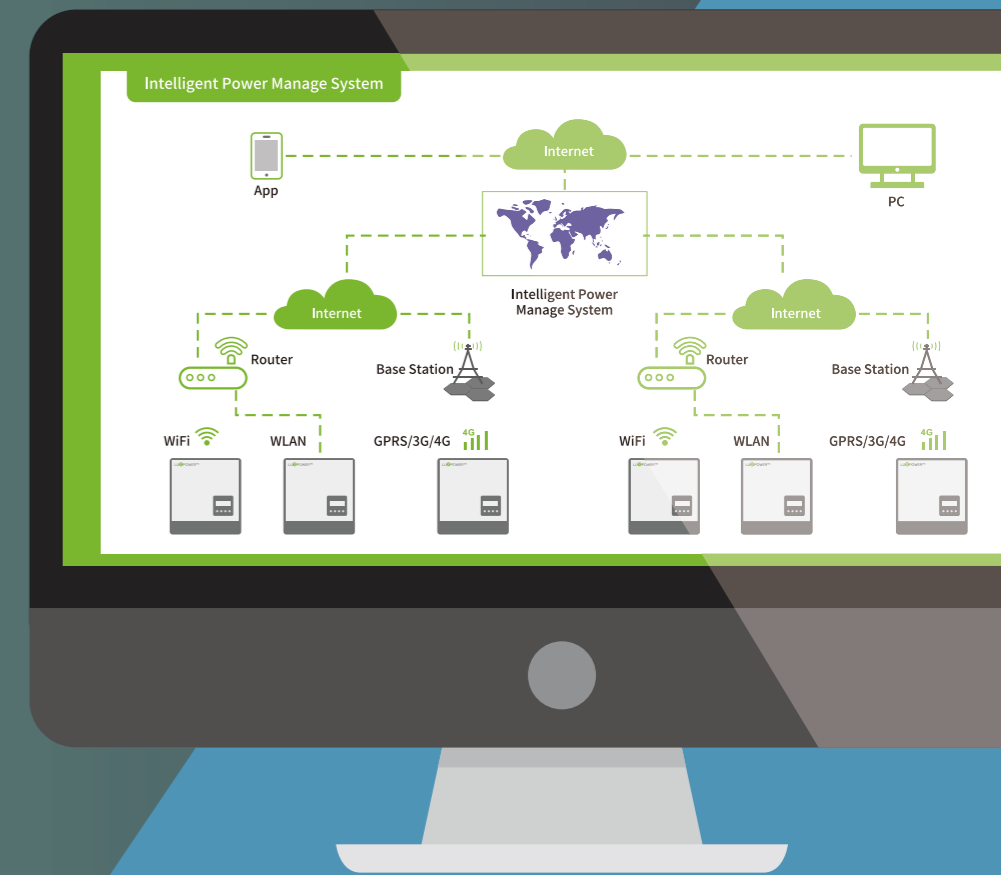 Intelligent Power Manage System
Internet
App
PC
Intelligent Power
Manage System
Internet
Router
Base Station
Internet
Router
Base Station
WiFi
WLAN
GPRS/3G/4G
4G
WiFi
WLAN
GPRS/3G/4G
4G